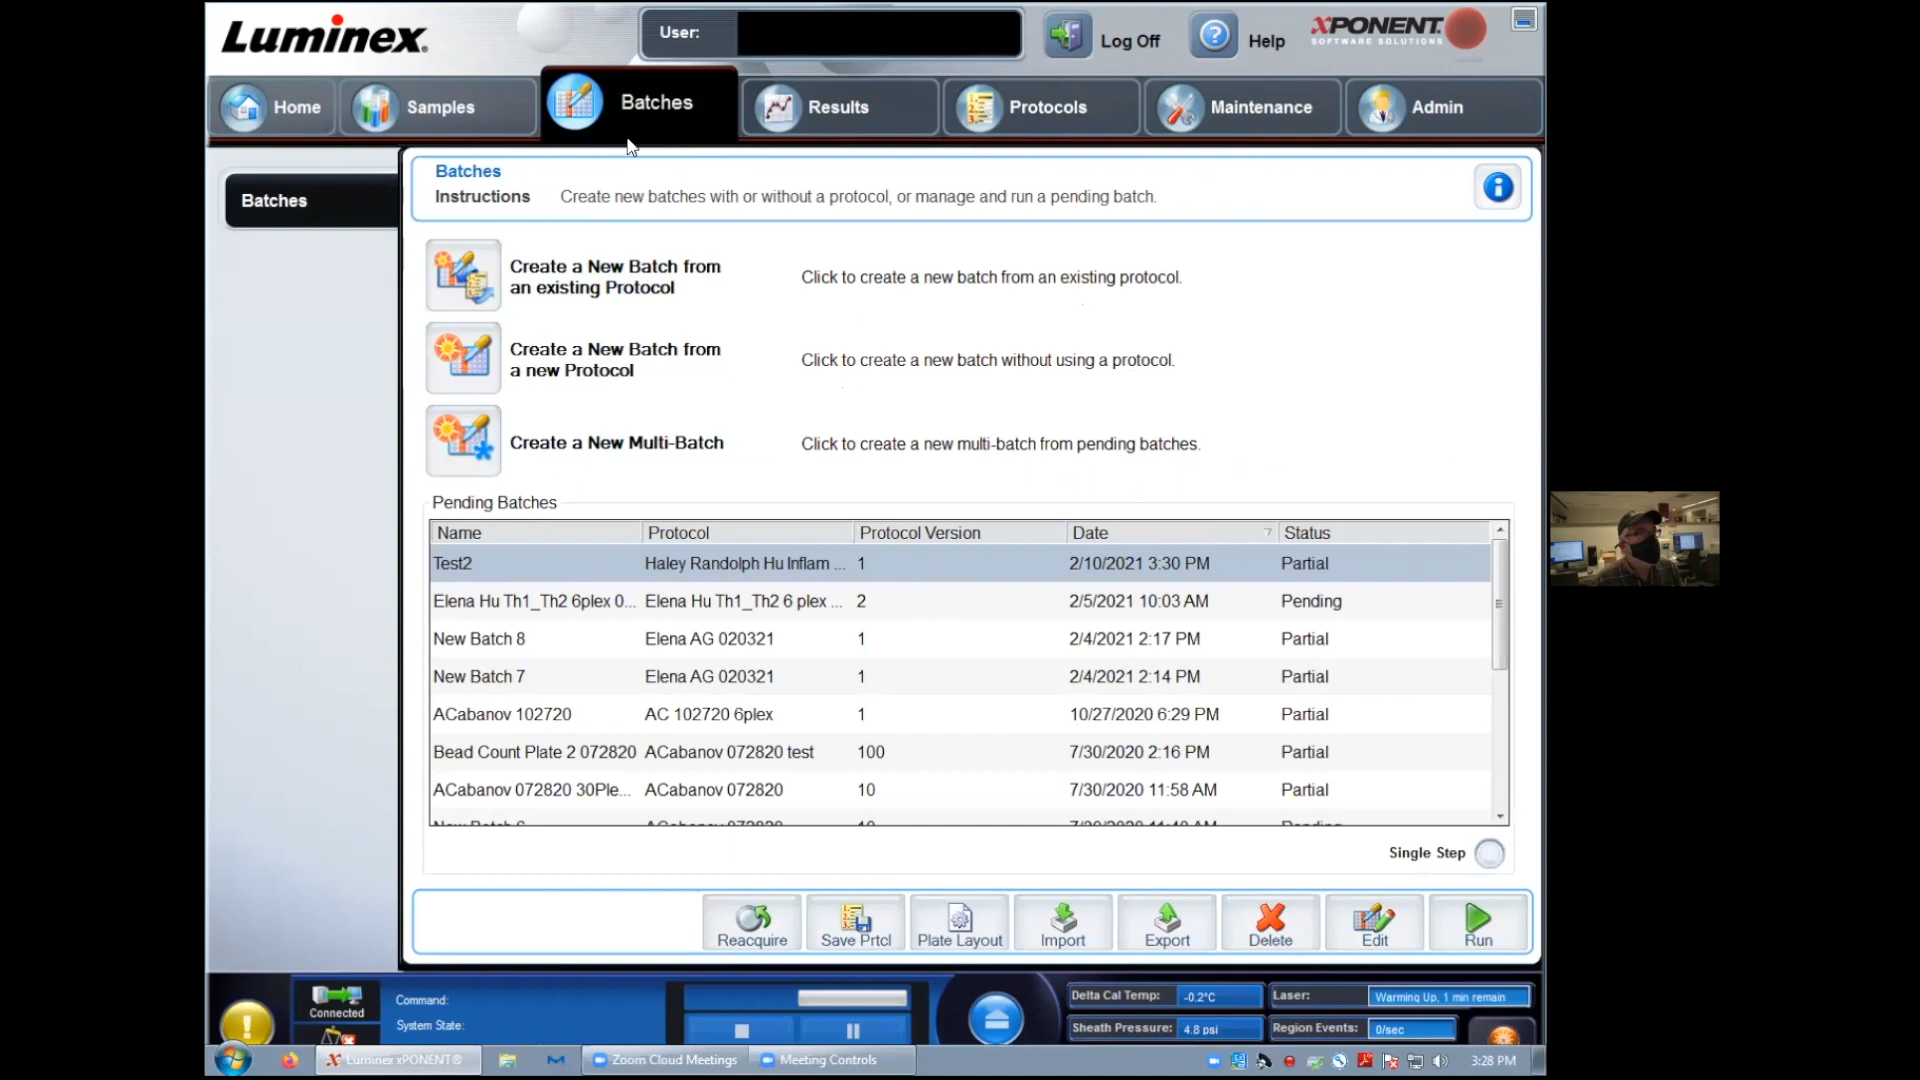 Luminex
User:
Log Off
Help
XPONENT.
SOFTWARE SOLUTIONS
Home
Samples
Batches
Results
Protocols
Maintenance
Admin
Batches
Batches
Instructions Create new batches with or without a protocol, or manage and run a pending batch.
Create a New Batch from
an existing Protocol
Click to create a new batch from an existing protocol.
Create a New Batch from
a new Protocol
Click to create a new batch without using a protocol.
Create a New Multi-Batch
Click to create a new multi-batch from pending batches.
Pending Batches
Name Protocol Protocol Version Date Status
Test2 Haley Randolph Hu Inflam ... 1 2/10/2021 3:30 PM Partial
Elena Hu Th1_Th2 6plex 0... Elena Hu Th1_Th2 6 plex ... 2 2/5/2021 10:03 AM Pending
New Batch 8 Elena AG 020321 1 2/4/2021 2:17 PM Partial
New Batch 7 Elena AG 020321 1 2/4/2021 2:14 PM Partial
ACabanov 102720 AC 102720 6plex 1 10/27/2020 6:29 PM Partial
Bead Count Plate 2 072820 ACabanov 072820 test 100 7/30/2020 2:16 PM Partial
ACabanov 072820 30Ple... ACabanov 072820 10 7/30/2020 11:58 AM Partial
Single Step
Reacquire
Save Prtcl
Plate Layout
Import
Export
Delete
Edit
Run
Connected
Command:
System State:
Delta Cal Temp: -0.2°C
Laser: Warming Up, 1 min remain
Sheath Pressure: 4.8 psi
Region Events: 0/sec
Luminex xPONENT®
Zoom Cloud Meetings
Meeting Controls
3:28 PM